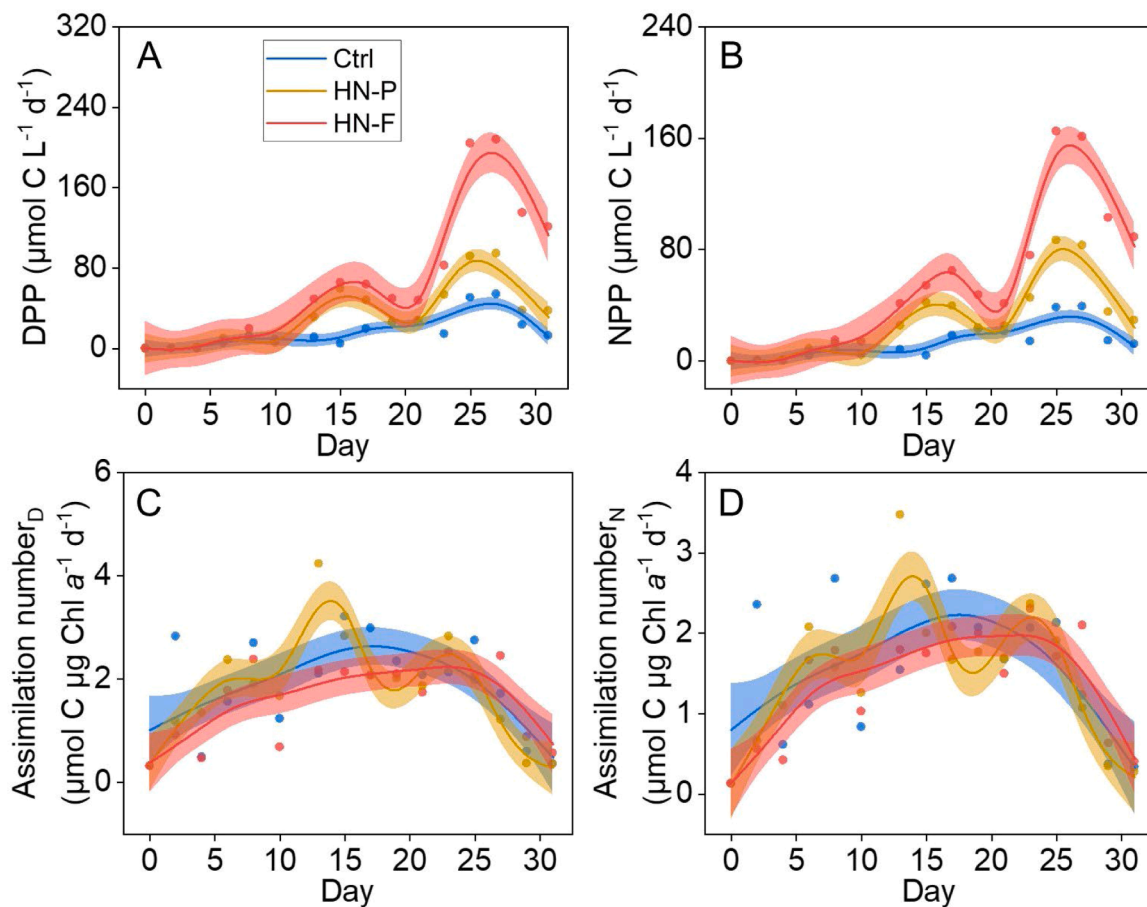 A
Ctrl
HN-P
HN-F
DPP (μmol C L⁻¹ d⁻¹)
320
240
160
80
0
0 5 10 15 20 25 30
Day
B
NPP (μmol C L⁻¹ d⁻¹)
240
160
80
0
0 5 10 15 20 25 30
Day
C
Assimilation number_D
(μmol C μg Chl a⁻¹ d⁻¹)
6
4
2
0
0 5 10 15 20 25 30
Day
D
Assimilation number_N
(μmol C μg Chl a⁻¹ d⁻¹)
4
3
2
1
0
0 5 10 15 20 25 30
Day